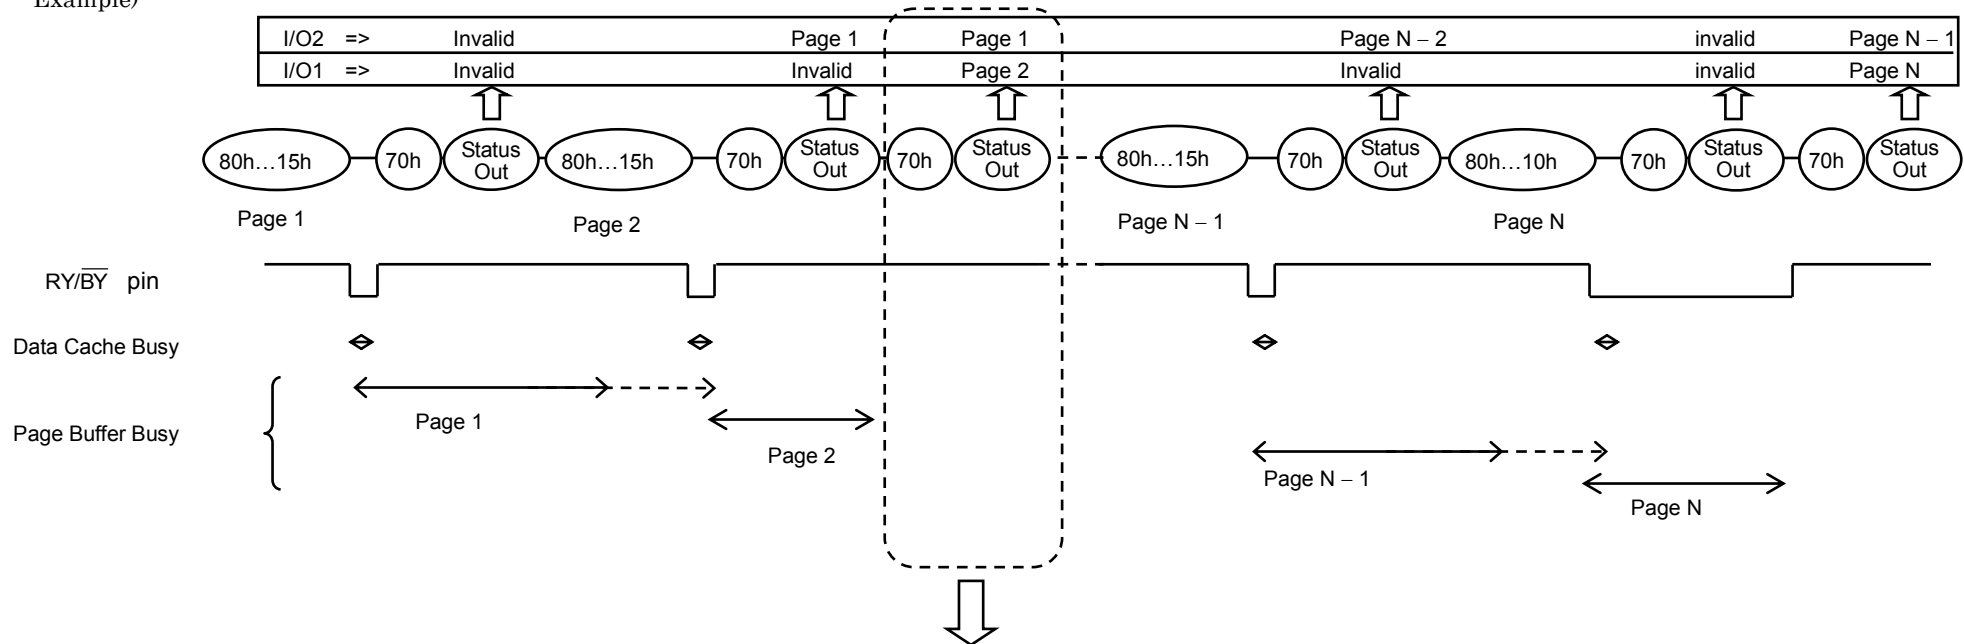 Example)
I/O2 => Invalid Page 1 Page 1 Page N – 2 invalid Page N – 1
I/O1 => Invalid Invalid Page 2 Invalid invalid Page N
80h…15h 70h Status Out 80h…15h 70h Status Out 70h Status Out 80h…15h 70h Status Out 80h…10h 70h Status Out 70h Status Out
Page 1 Page 2 Page N – 1 Page N
RY/BY pin
Data Cache Busy
Page 1
Page Buffer Busy
Page 2
Page N – 1
Page N